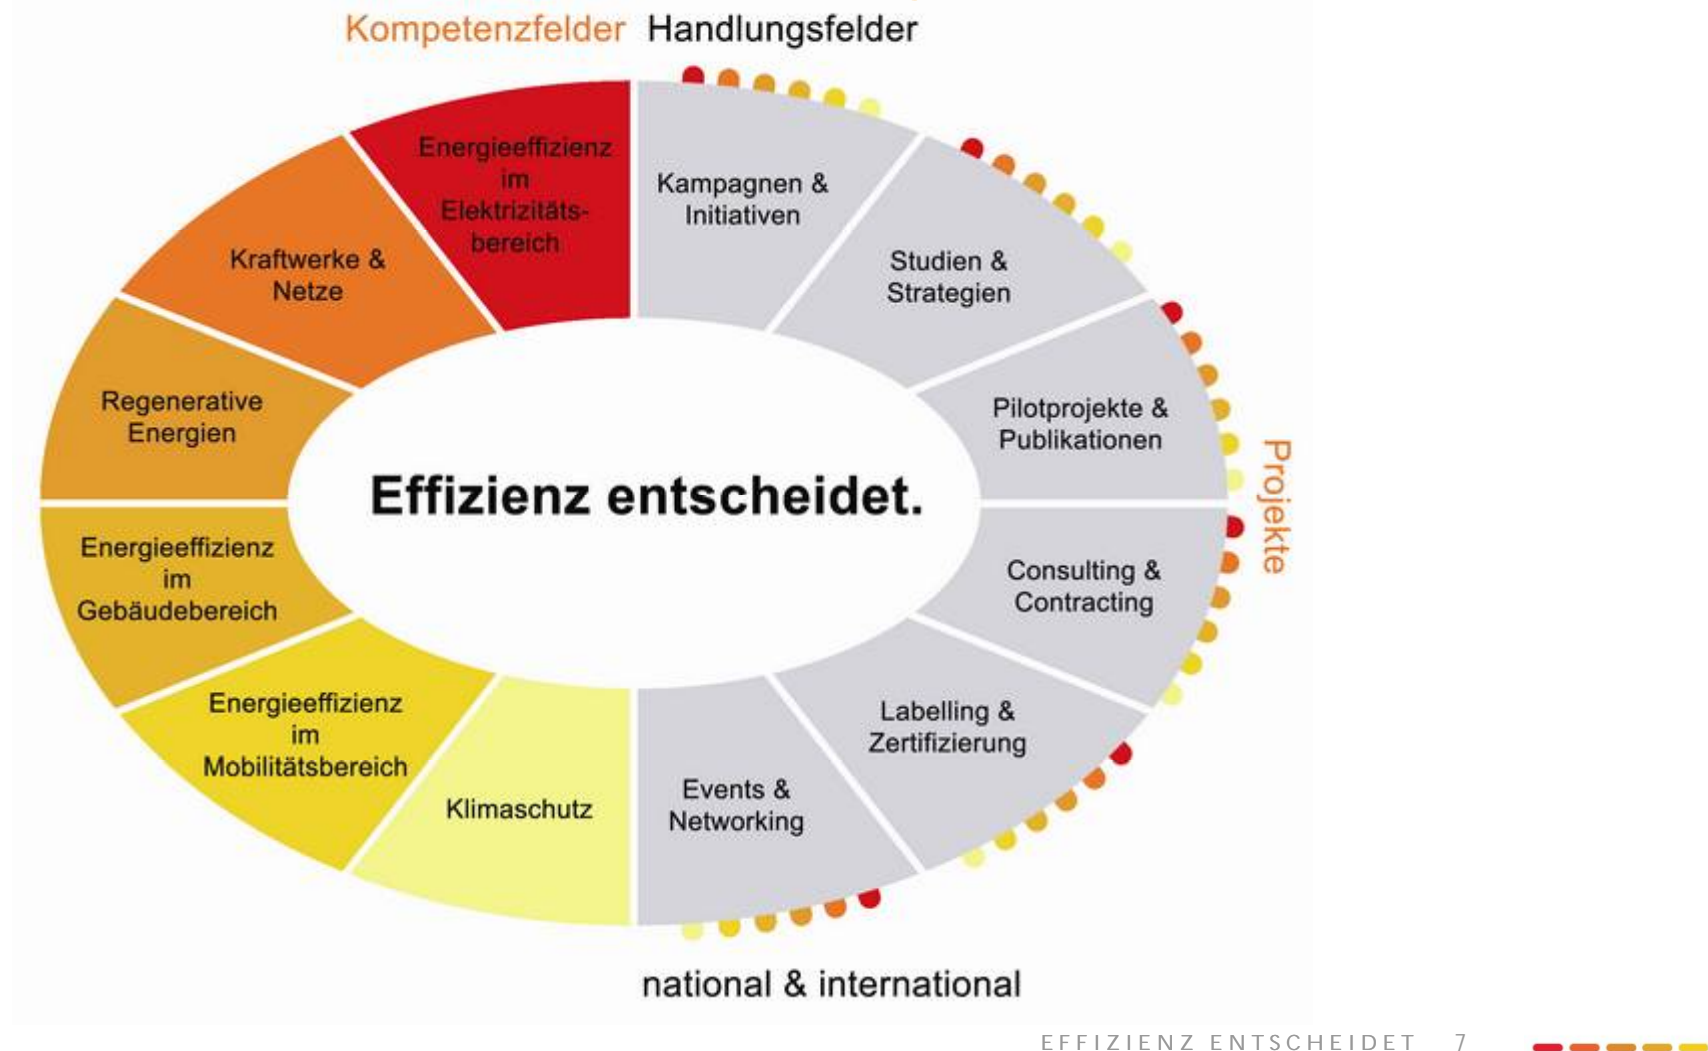 Kompetenzfelder Handlungsfelder
Energieeffizienz
im
Elektrizitäts-
bereich
Kraftwerke &
Netze
Regenerative
Energien
Energieeffizienz
im
Gebäudebereich
Energieeffizienz
im
Mobilitätsbereich
Klimaschutz
Kampagnen &
Initiativen
Studien &
Strategien
Pilotprojekte &
Publikationen
Consulting &
Contracting
Labelling &
Zertifizierung
Events &
Networking
Effizienz entscheidet.
Projekte
national & international
EFFIZIENZ ENTSCHEIDET 7